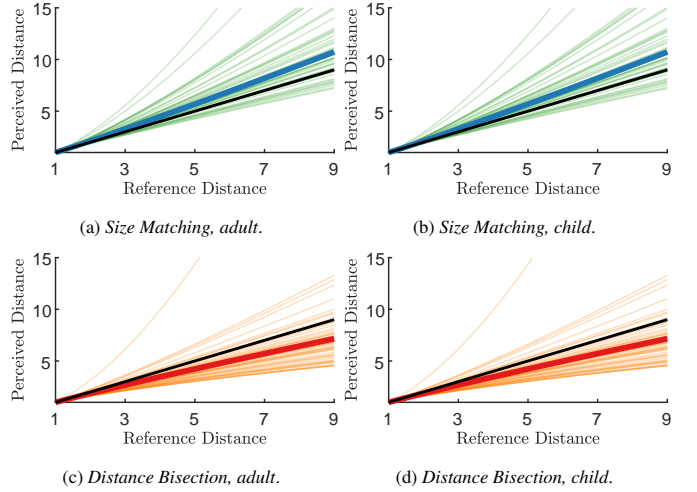 15
10
5
1 3 5 7 9
Perceived Distance
Reference Distance
(a) Size Matching, adult.
15
10
5
1 3 5 7 9
Perceived Distance
Reference Distance
(b) Size Matching, child.
15
10
5
1 3 5 7 9
Perceived Distance
Reference Distance
(c) Distance Bisection, adult.
15
10
5
1 3 5 7 9
Perceived Distance
Reference Distance
(d) Distance Bisection, child.